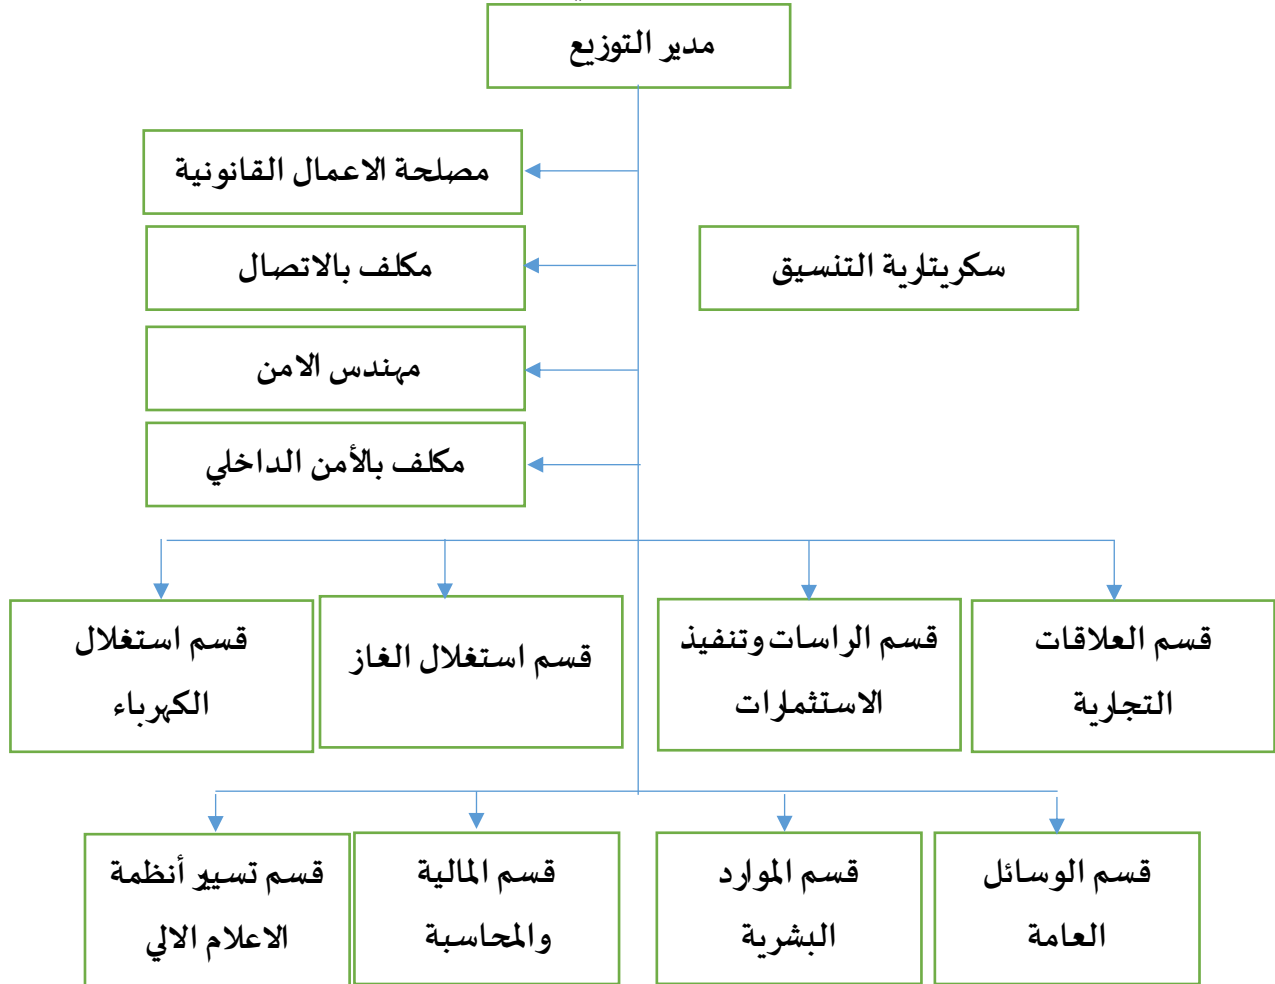 مدير التوزيع
مصلحة الاعمال القانونية
سكريتارية التنسيق
مكلف بالاتصال
مهندس الامن
مكلف بالأمن الداخلي
قسم العلاقات
التجارية
قسم الراسات وتنفيذ
الاستثمارات
قسم استغلال الغاز
قسم استغلال
الكهرباء
قسم الوسائل
العامة
قسم الموارد
البشرية
قسم المالية
والمحاسبة
قسم تسيير أنظمة
الاعلام الالي